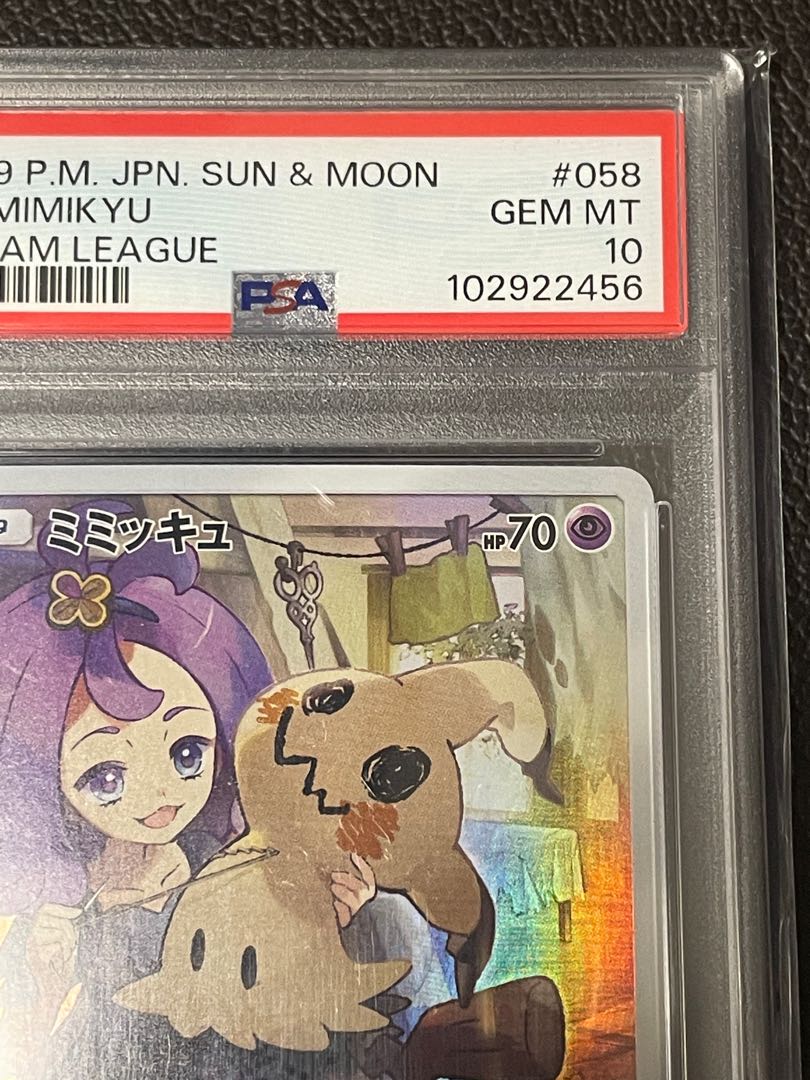 9 P.M. JPN. SUN & MOON #058
MIMIKYU GEM MT
AM LEAGUE 10
PSA 102922456
ミミッキュ HP70